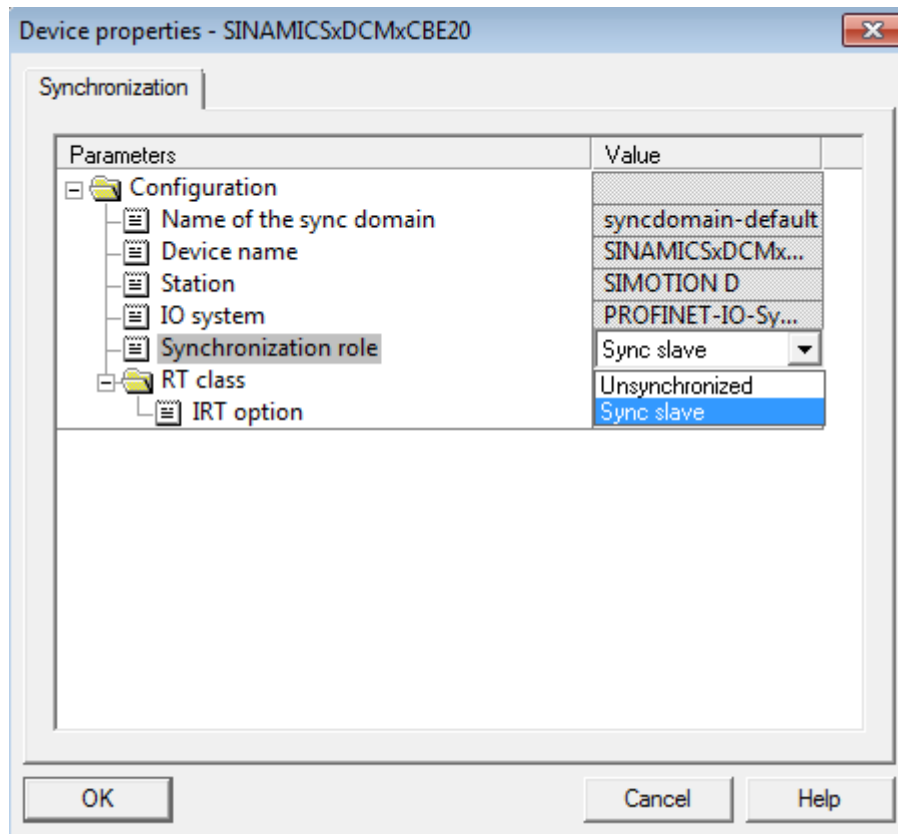 Device properties - SINAMICSxDCMxCBE20
Synchronization
Parameters Value
Configuration
Name of the sync domain syncdomain-default
Device name SINAMICSxDCMx...
Station SIMOTION D
IO system PROFINET-IO-Sy...
Synchronization role Sync slave
RT class Unsynchronized
IRT option Sync slave
OK Cancel Help